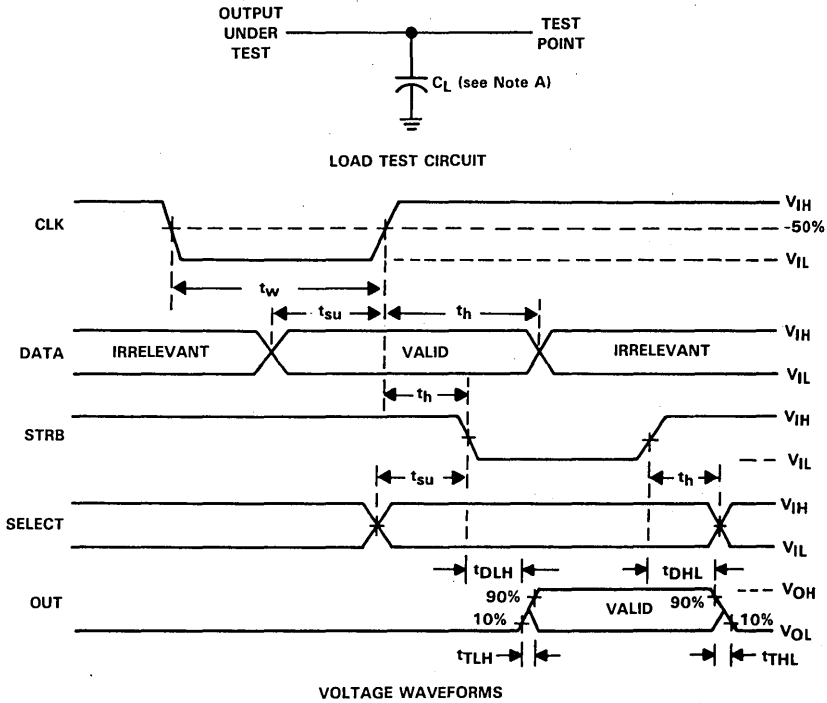 OUTPUT
UNDER
TEST
TEST
POINT
CL (see Note A)
LOAD TEST CIRCUIT
CLK
VIH
-50%
VIL
tw
tsu
th
DATA
IRRELEVANT
VALID
IRRELEVANT
VIH
VIL
th
STRB
VIH
VIL
tsu
th
SELECT
VIH
VIL
tDLH
tDHL
OUT
90%
VALID
90%
VOH
10%
10%
VOL
tTLH
tTHL
VOLTAGE WAVEFORMS